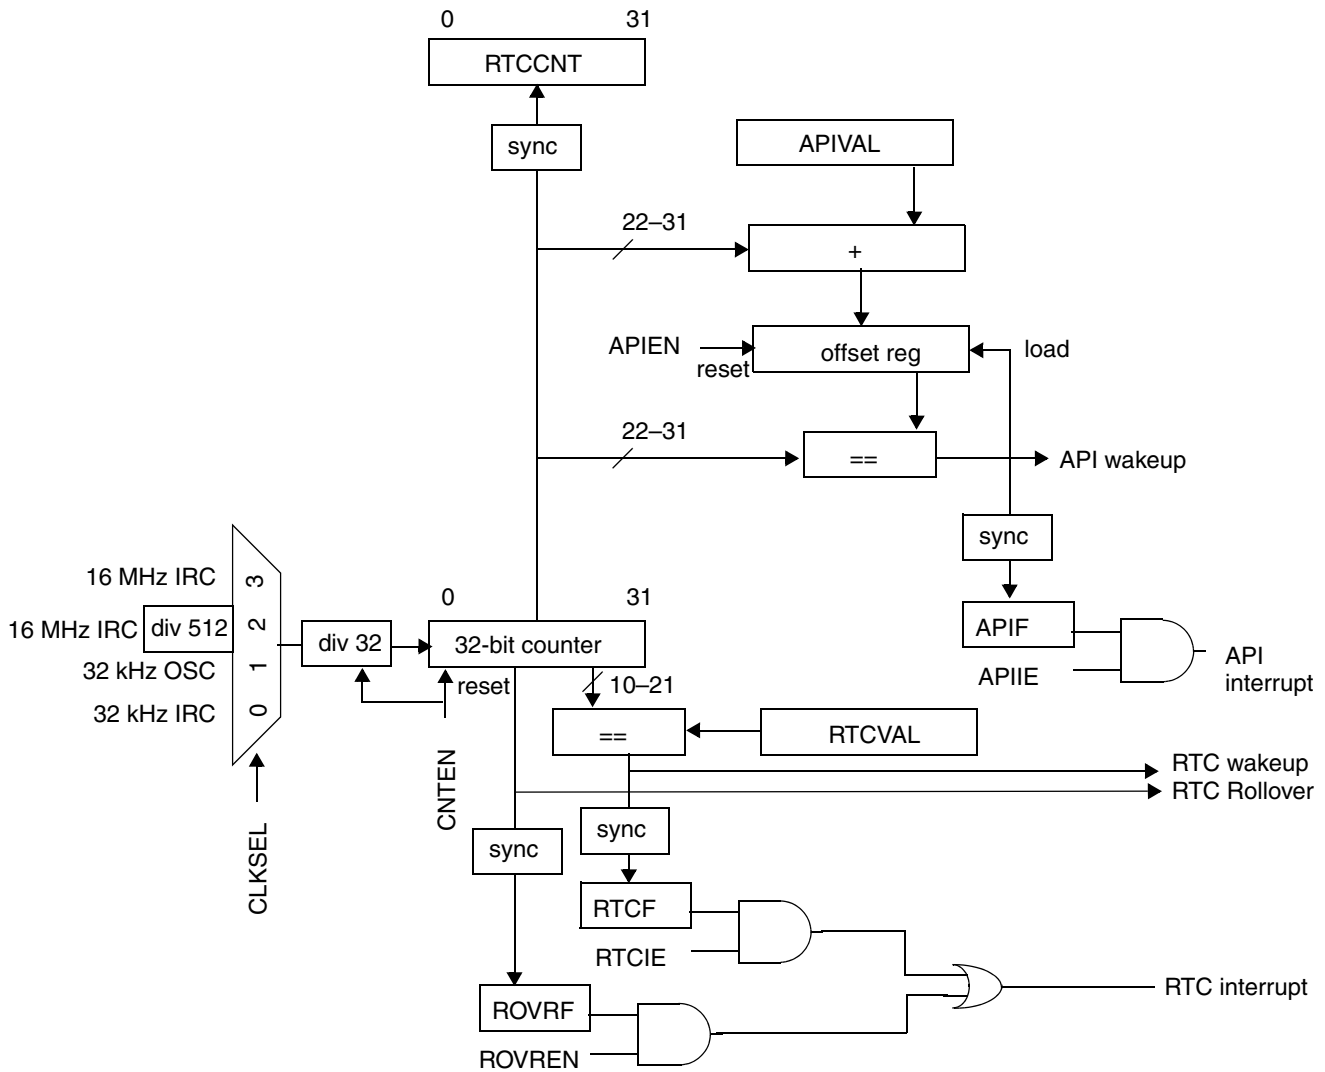 0 31
RTCCNT
sync
APIVAL
22–31
+
APIEN
reset
offset reg
load
22–31
==
API wakeup
sync
16 MHz IRC
3
16 MHz IRC
div 512
2
32 kHz OSC
1
32 kHz IRC
0
CLKSEL
div 32
0 31
32-bit counter
reset
CNTEN
10–21
==
RTCVAL
APIF
APIIE
API
interrupt
RTC wakeup
RTC Rollover
sync
sync
RTCF
RTCIE
ROVRF
ROVREN
RTC interrupt